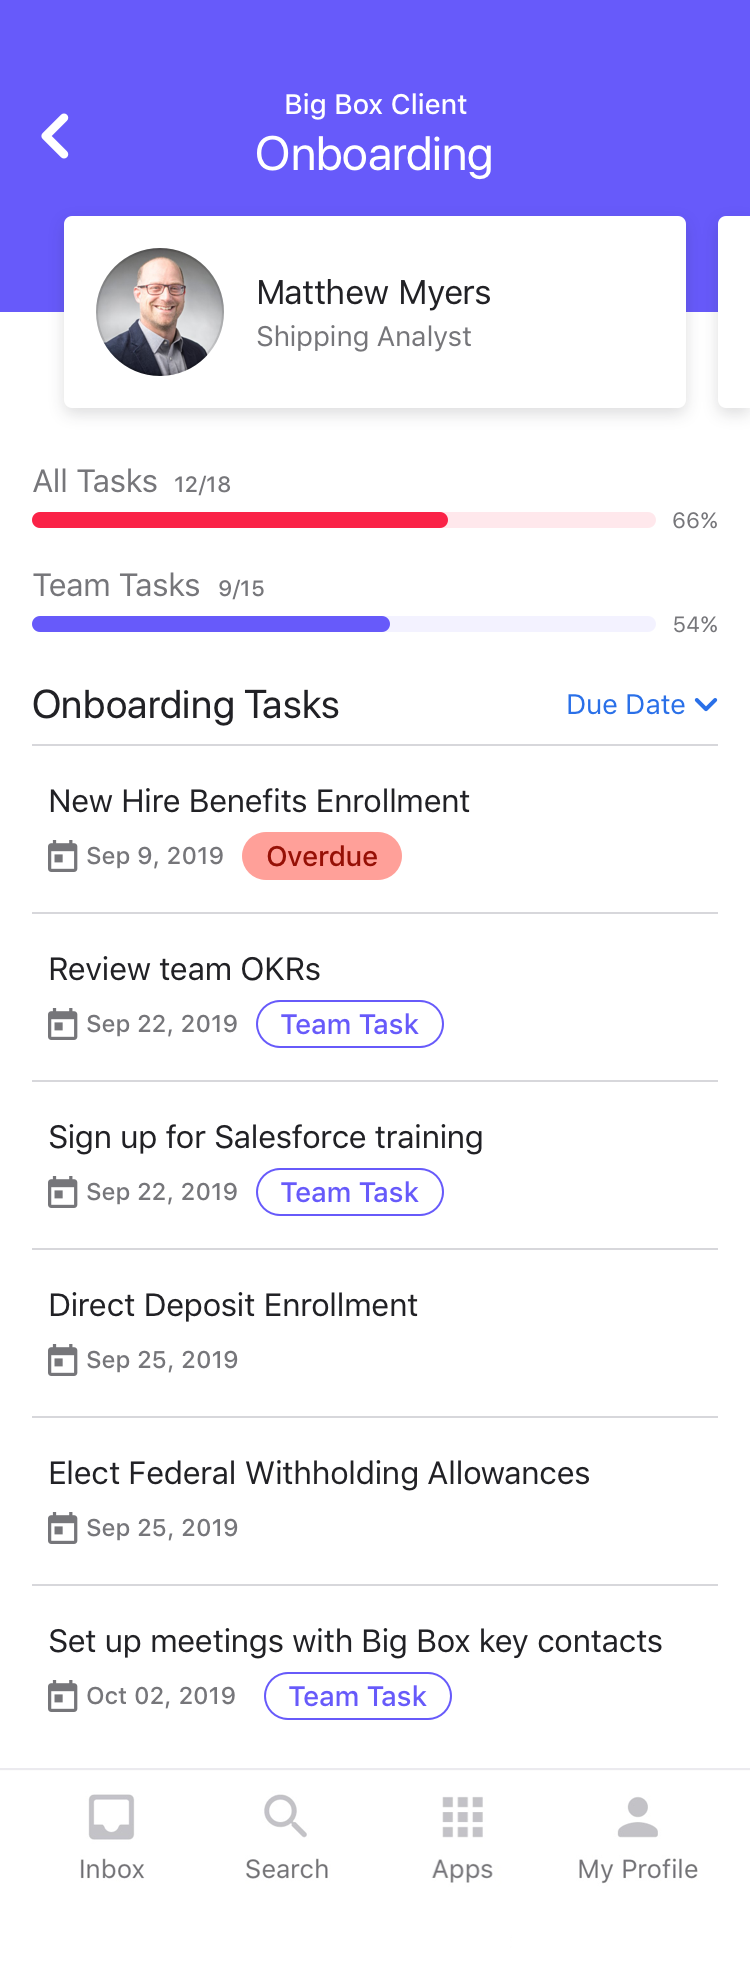 Big Box Client
Onboarding
Matthew Myers
Shipping Analyst
All Tasks 12/18
66%
Team Tasks 9/15
54%
Onboarding Tasks Due Date
New Hire Benefits Enrollment
Sep 9, 2019 Overdue
Review team OKRs
Sep 22, 2019 Team Task
Sign up for Salesforce training
Sep 22, 2019 Team Task
Direct Deposit Enrollment
Sep 25, 2019
Elect Federal Withholding Allowances
Sep 25, 2019
Set up meetings with Big Box key contacts
Oct 02, 2019 Team Task
Inbox Search Apps My Profile